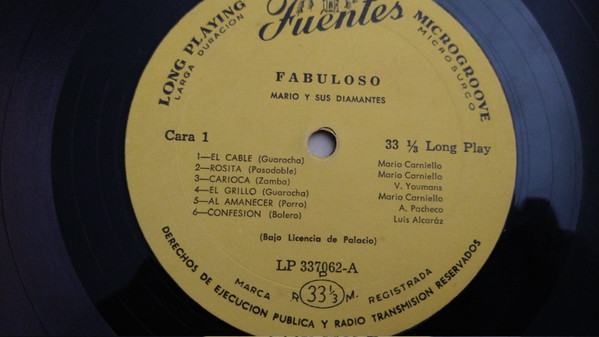 Fuentes
LONG PLAYING
LARGA DURACIÓN
MICROGROOVE
MICROSURCO
FABULOSO
MARIO Y SUS DIAMANTES
Cara 1
33 ⅓ Long Play
1—EL CABLE (Guaracha) Mario Carniello
2—ROSITA (Pasodoble) Mario Carniello
3—CARIOCA (Zamba) V. Youmans
4—EL GRILLO (Guaracha) Mario Carniello
5—AL AMANECER (Porro) A. Pacheco
6—CONFESION (Bolero) Luis Alcaráz
(Bajo Licencia de Palacio)
LP 337062-A
MARCA R. 33 ⅓ M. REGISTRADA
DERECHOS DE EJECUCION PUBLICA Y RADIO TRANSMISION RESERVADOS